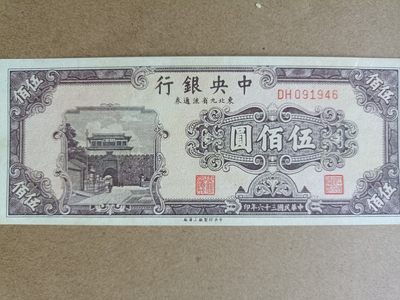 伍佰
伍佰
行銀央中
券通流省九北東
DH091946
圓佰伍
印年六十三國民華中
伍佰
伍佰